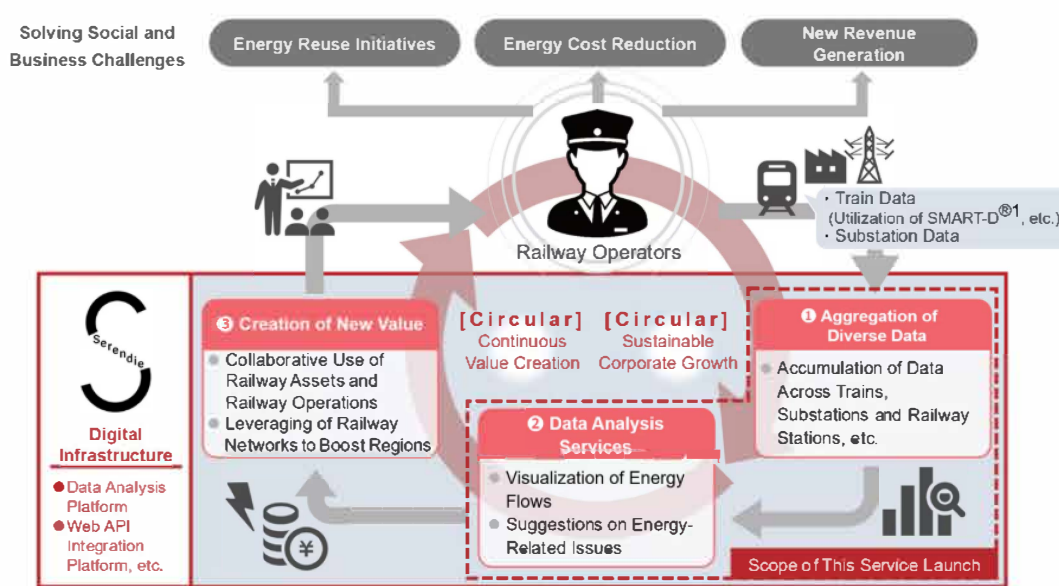 Solving Social and
Business Challenges
Energy Reuse Initiatives
Energy Cost Reduction
New Revenue
Generation
・Train Data
(Utilization of SMART-D®1, etc.)
・Substation Data
Railway Operators
Serendie
Digital
Infrastructure
●Data Analysis
Platform
●Web API
Integration
Platform, etc.
❸ Creation of New Value
● Collaborative Use of
Railway Assets and
Railway Operations
● Leveraging of Railway
Networks to Boost Regions
[Circular]
Continuous
Value Creation
[Circular]
Sustainable
Corporate Growth
❶ Aggregation of
Diverse Data
● Accumulation of Data
Across Trains,
Substations and Railway
Stations, etc.
❷ Data Analysis
Services
● Visualization of Energy
Flows
● Suggestions on Energy-
Related Issues
¥
Scope of This Service Launch